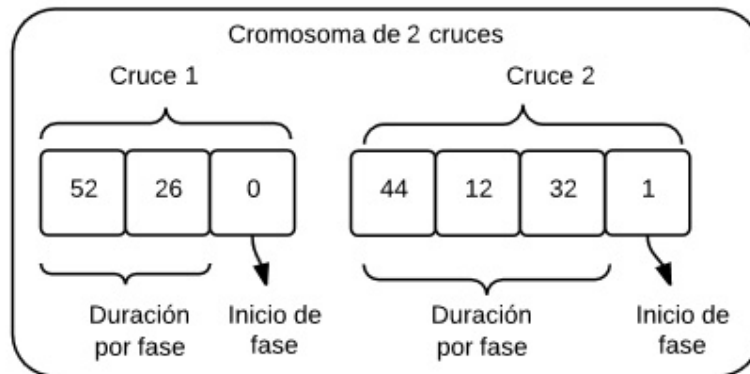 Cromosoma de 2 cruces
Cruce 1
Cruce 2
52 26 0
44 12 32 1
Duración
por fase
Inicio de
fase
Duración
por fase
Inicio de
fase